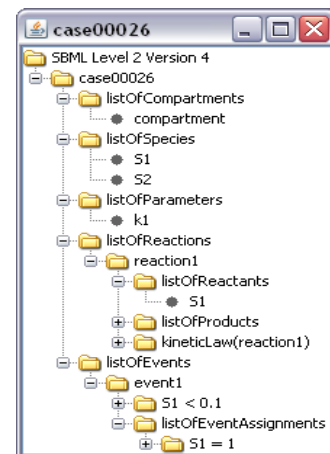 case00026
SBML Level 2 Version 4
case00026
listOfCompartments
compartment
listOfSpecies
S1
S2
listOfParameters
k1
listOfReactions
reaction1
listOfReactants
S1
listOfProducts
kineticLaw(reaction1)
listOfEvents
event1
S1 < 0.1
listOfEventAssignments
S1 = 1